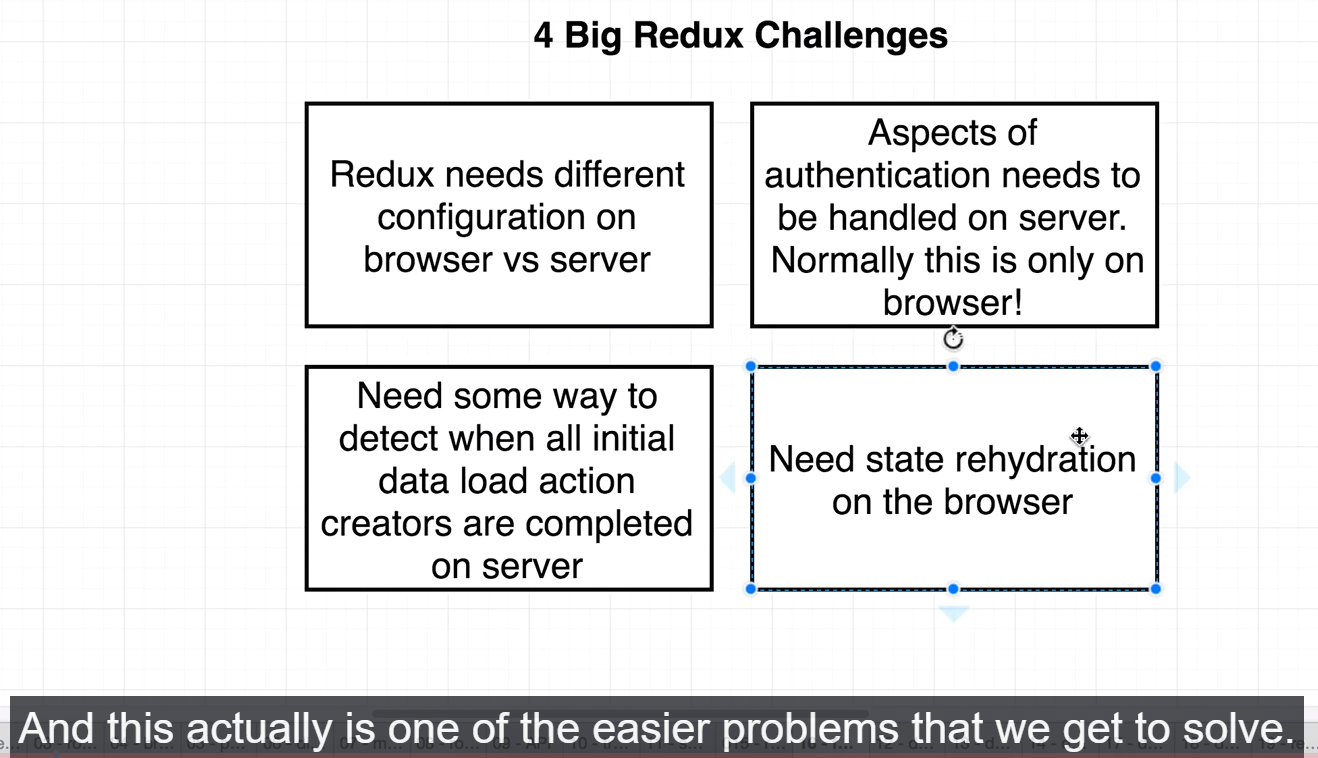 4 Big Redux Challenges
Redux needs different
configuration on
browser vs server
Aspects of
authentication needs to
be handled on server.
Normally this is only on
browser!
Need some way to
detect when all initial
data load action
creators are completed
on server
Need state rehydration
on the browser
And this actually is one of the easier problems that we get to solve.